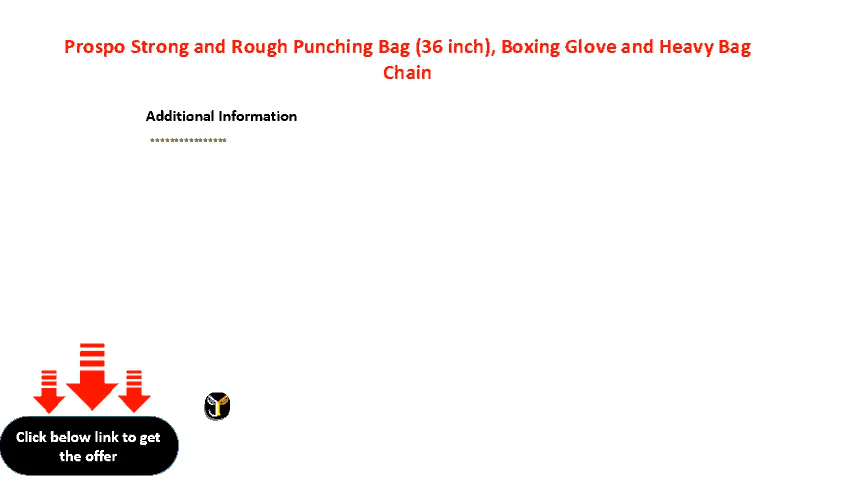 Prospo Strong and Rough Punching Bag (36 inch), Boxing Glove and Heavy Bag
Chain
Additional Information
****************
Click below link to get
the offer